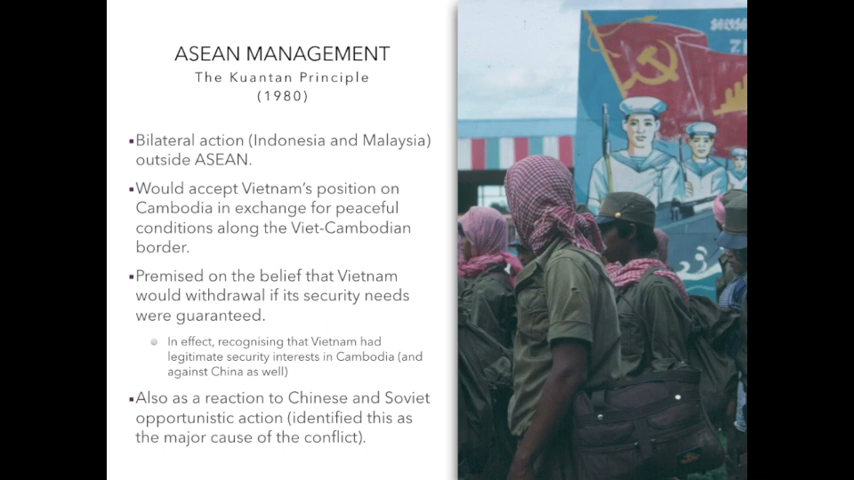 ASEAN MANAGEMENT
The Kuantan Principle
(1980)
▪Bilateral action (Indonesia and Malaysia)
outside ASEAN.
▪Would accept Vietnam's position on
Cambodia in exchange for peaceful
conditions along the Viet-Cambodian
border.
▪Premised on the belief that Vietnam
would withdrawal if its security needs
were guaranteed.
In effect, recognising that Vietnam had
legitimate security interests in Cambodia (and
against China as well)
▪Also as a reaction to Chinese and Soviet
opportunistic action (identified this as
the major cause of the conflict).